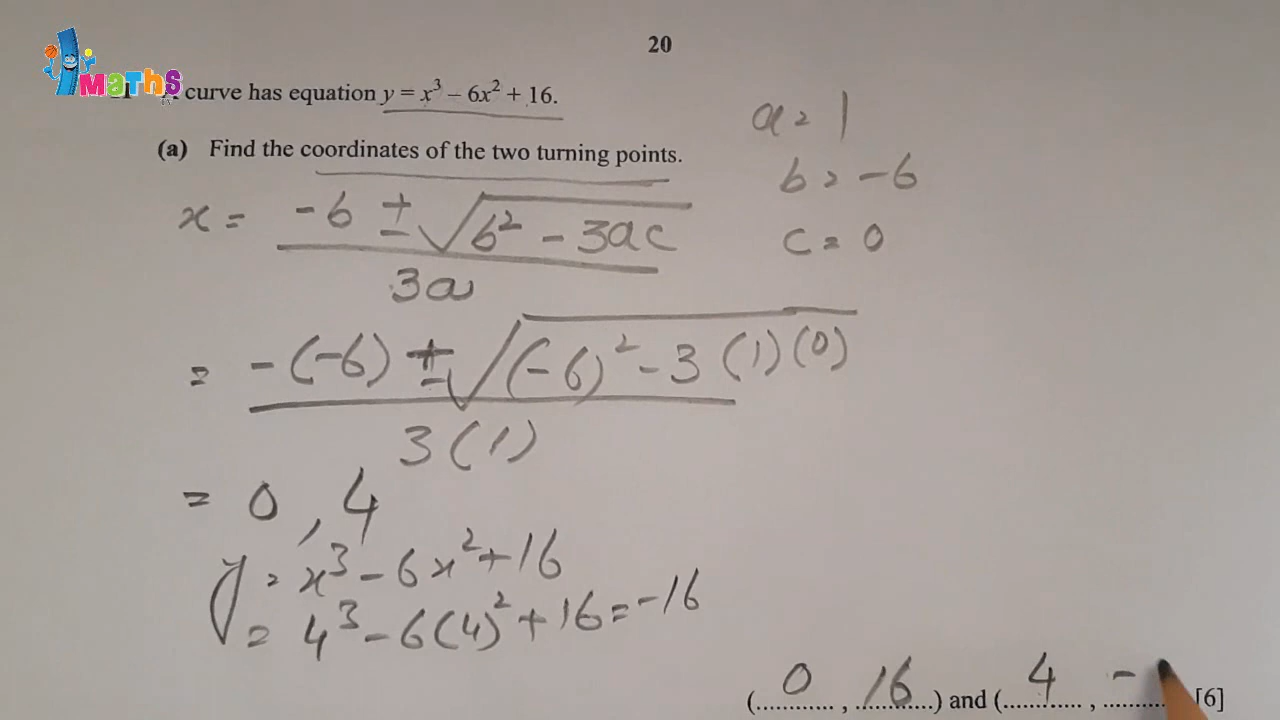 20
Maths
A curve has equation y = x³ – 6x² + 16.
a = 1
(a) Find the coordinates of the two turning points.
b = -6
x = -b ± √b² - 3ac
c = 0
3a
= -(-6) ± √(-6)² - 3(1)(0)
3(1)
= 0, 4
y = x³ - 6x² + 16
= 4³ - 6(4)² + 16 = -16
(0, 16) and (4, - [6]